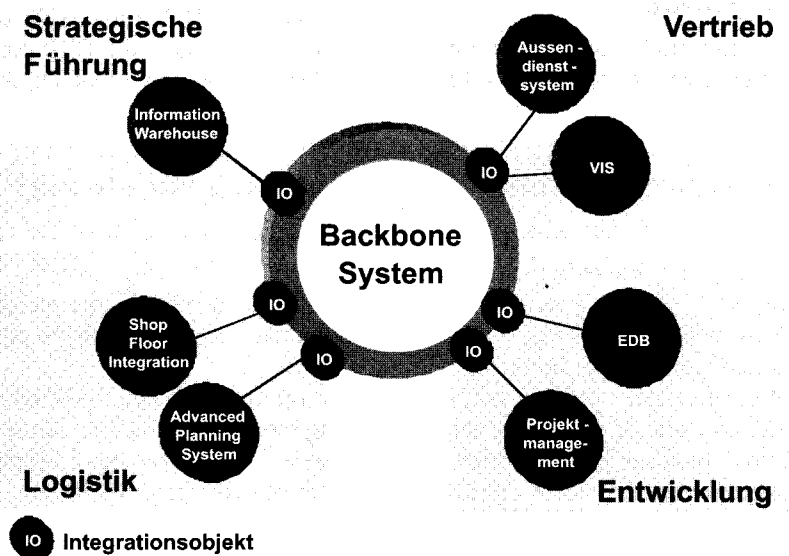 Strategische
Führung
Vertrieb
Aussen -
dienst -
system
Information
Warehouse
IO
IO
VIS
Backbone
System
IO
IO
Shop
Floor
Integration
IO
IO
EDB
Advanced
Planning
System
Projekt -
manage -
ment
Logistik
Entwicklung
IO Integrationsobjekt